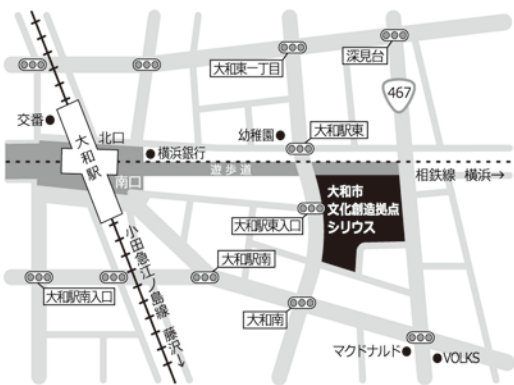 深見台
大和東一丁目
467
交番
大和駅
北口
横浜銀行
幼稚園
大和駅東
遊歩道
相鉄線 横浜→
南口
大和市
文化創造拠点
シリウス
大和駅東入口
小田急江ノ島線 藤沢→
大和駅南
大和駅南入口
大和南
マクドナルド
VOLKS